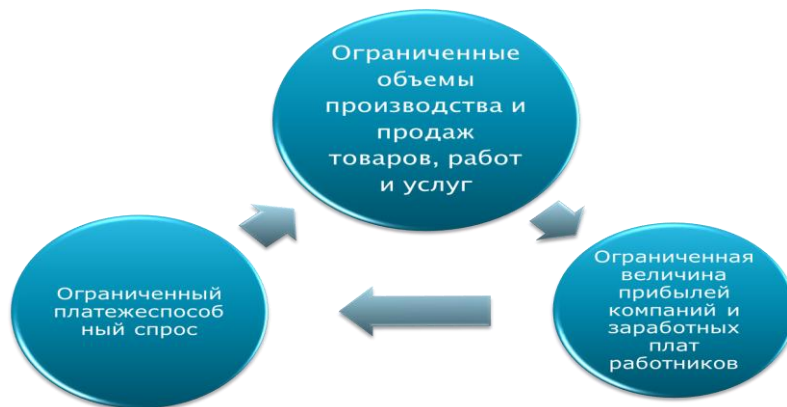 Ограниченные
объемы
производства и
продаж
товаров, работ
и услуг
Ограниченный
платежеспособ
ный спрос
Ограниченная
величина
прибылей
компаний и
заработных
плат
работников